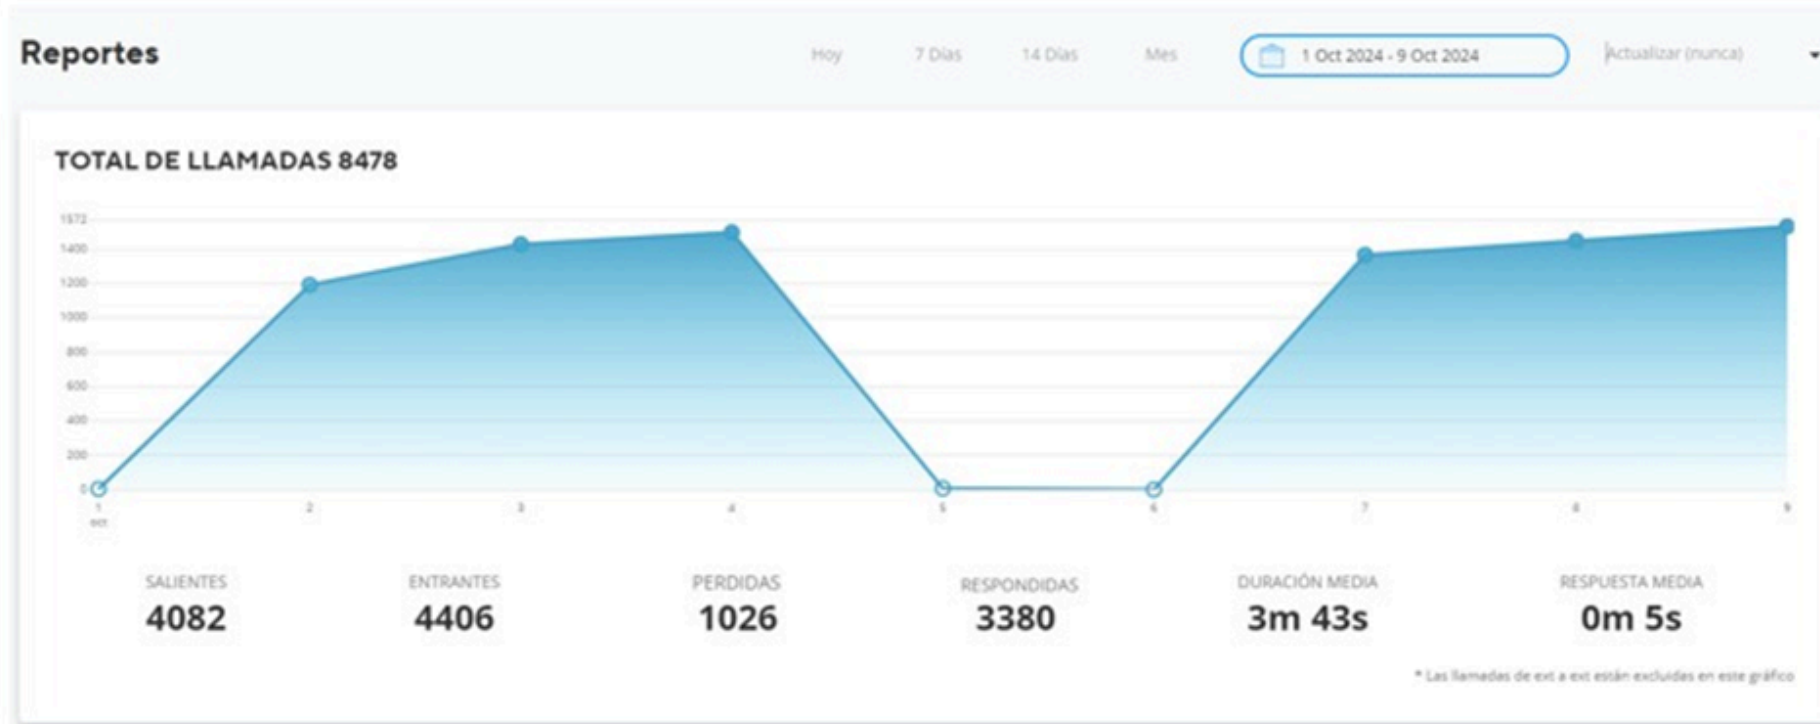 Reportes
Hoy 7 Días 14 Días Mes 1 Oct 2024 - 9 Oct 2024 Actualizar (nunca)
TOTAL DE LLAMADAS 8478
1572
1400
1200
1000
800
600
400
200
0
1 2 3 4 5 6 7 8 9
oct
SALIENTES ENTRANTES PERDIDAS RESPONDIDAS DURACIÓN MEDIA RESPUESTA MEDIA
4082 4406 1026 3380 3m 43s 0m 5s
* Las llamadas de ext a ext están excluidas en este gráfico